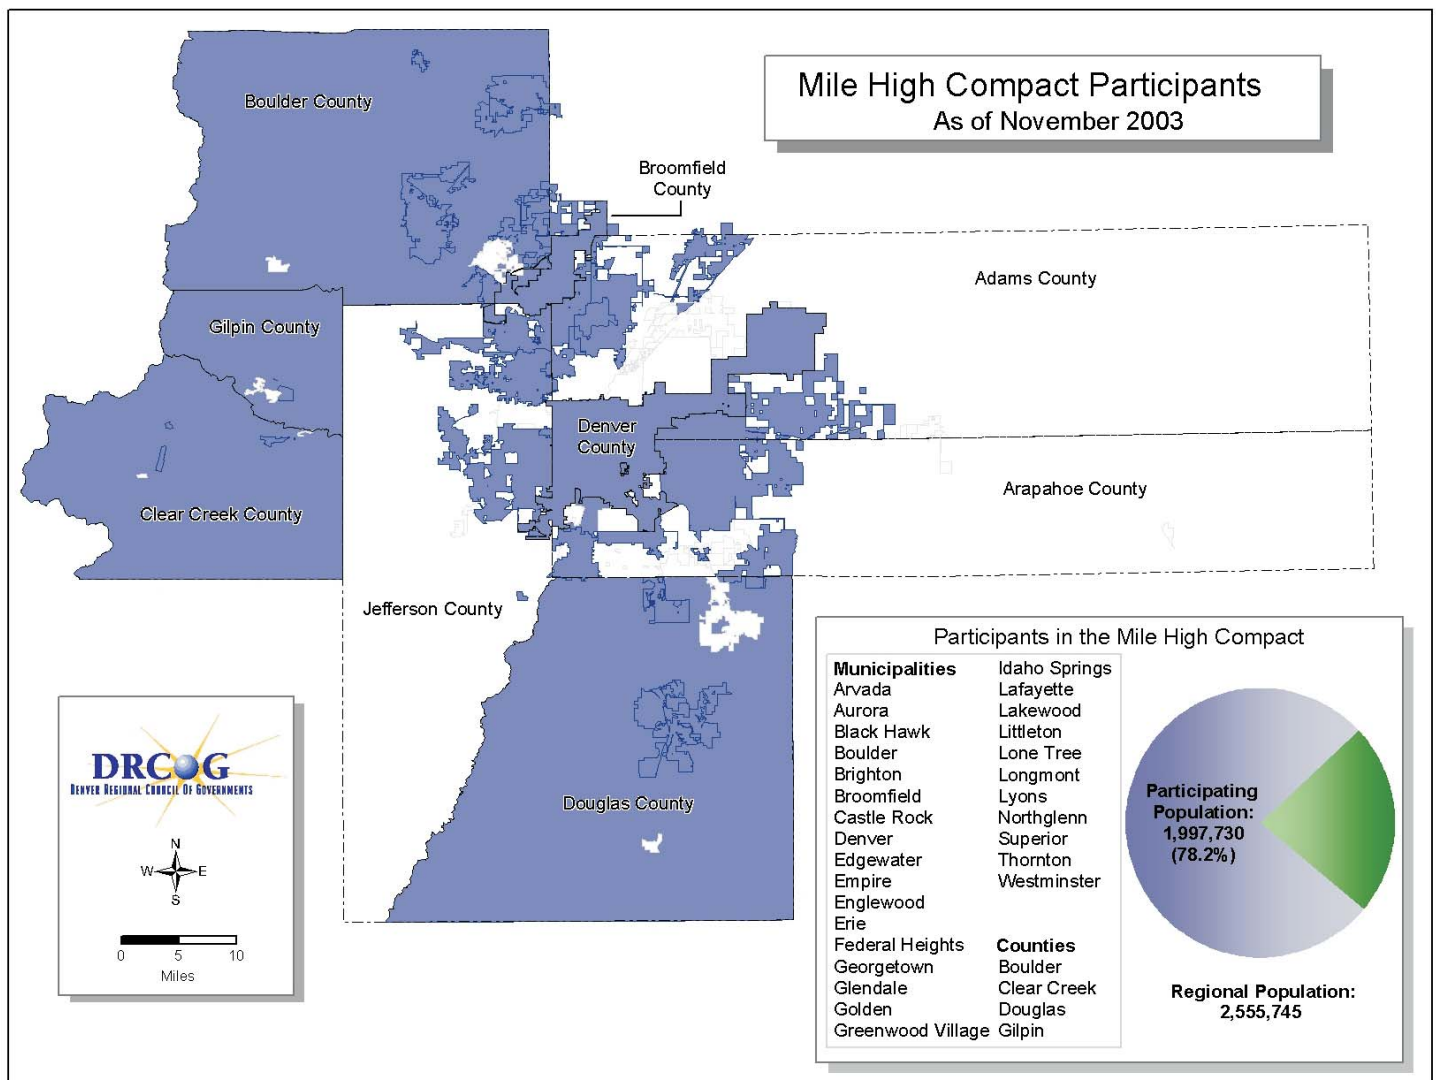 Mile High Compact Participants
As of November 2003
Boulder County
Broomfield
County
Adams County
Gilpin County
Denver
County
Arapahoe County
Clear Creek County
Jefferson County
Douglas County
DRCOG
DENVER REGIONAL COUNCIL OF GOVERNMENTS
N
W E
S
0 5 10
Miles
Participants in the Mile High Compact
Municipalities
Arvada
Aurora
Black Hawk
Boulder
Brighton
Broomfield
Castle Rock
Denver
Edgewater
Empire
Englewood
Erie
Federal Heights
Georgetown
Glendale
Golden
Greenwood Village
Idaho Springs
Lafayette
Lakewood
Littleton
Lone Tree
Longmont
Lyons
Northglenn
Superior
Thornton
Westminster
Counties
Boulder
Clear Creek
Douglas
Gilpin
Participating
Population:
1,997,730
(78.2%)
Regional Population:
2,555,745